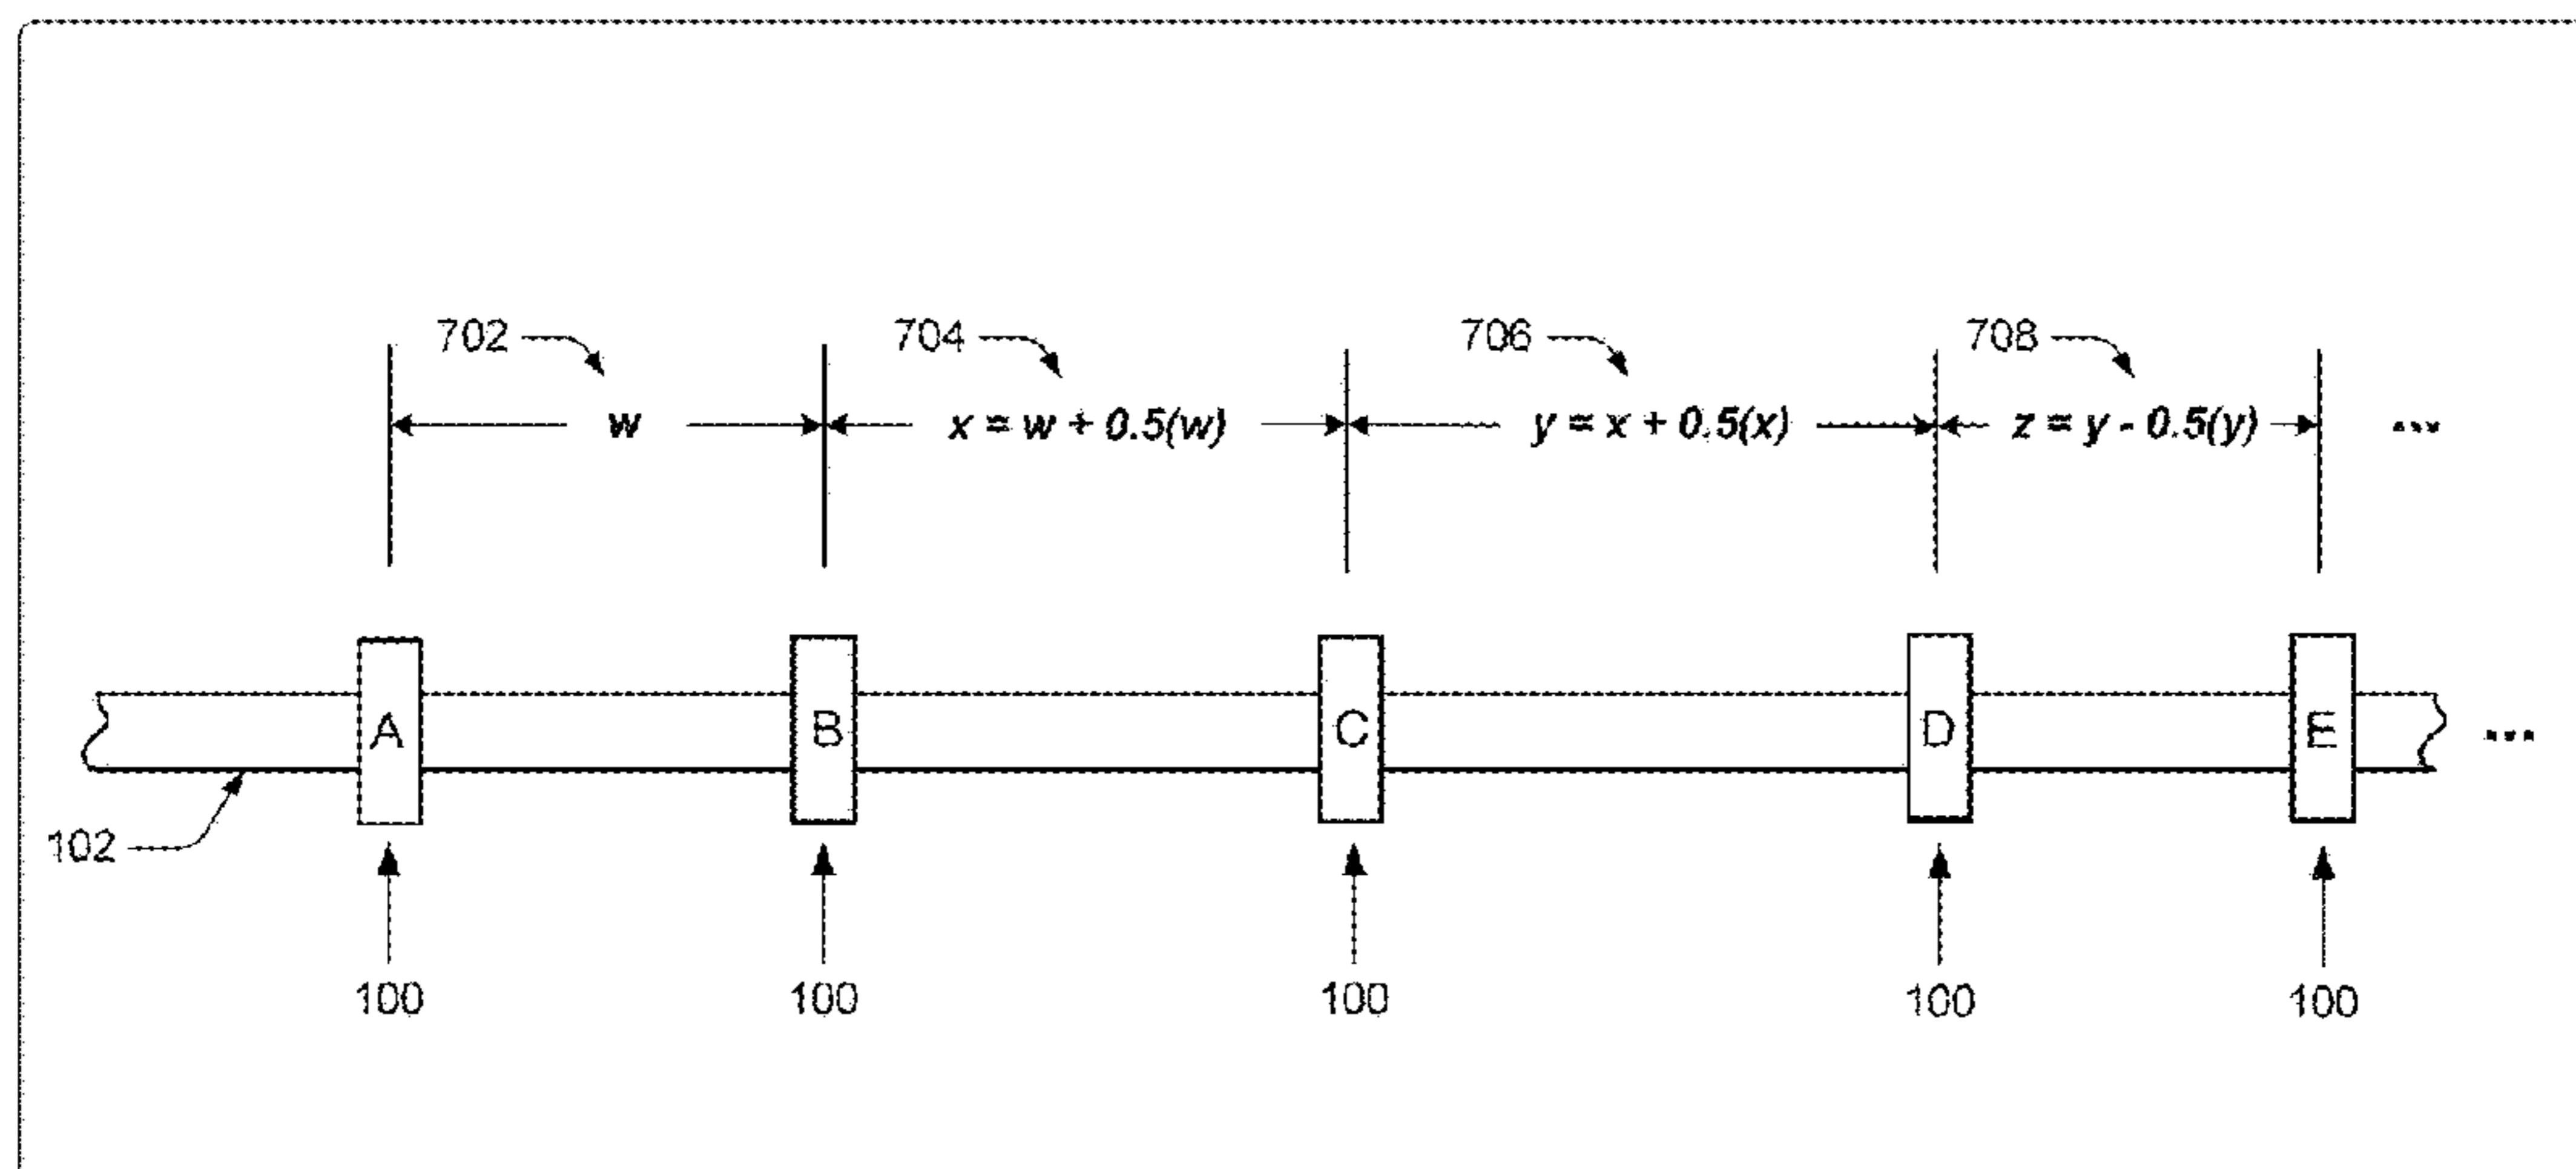 702 704 706 708
w x = w + 0.5(w) y = x + 0.5(x) z = y - 0.5(y) ...
A B C D E ...
102
100 100 100 100 100